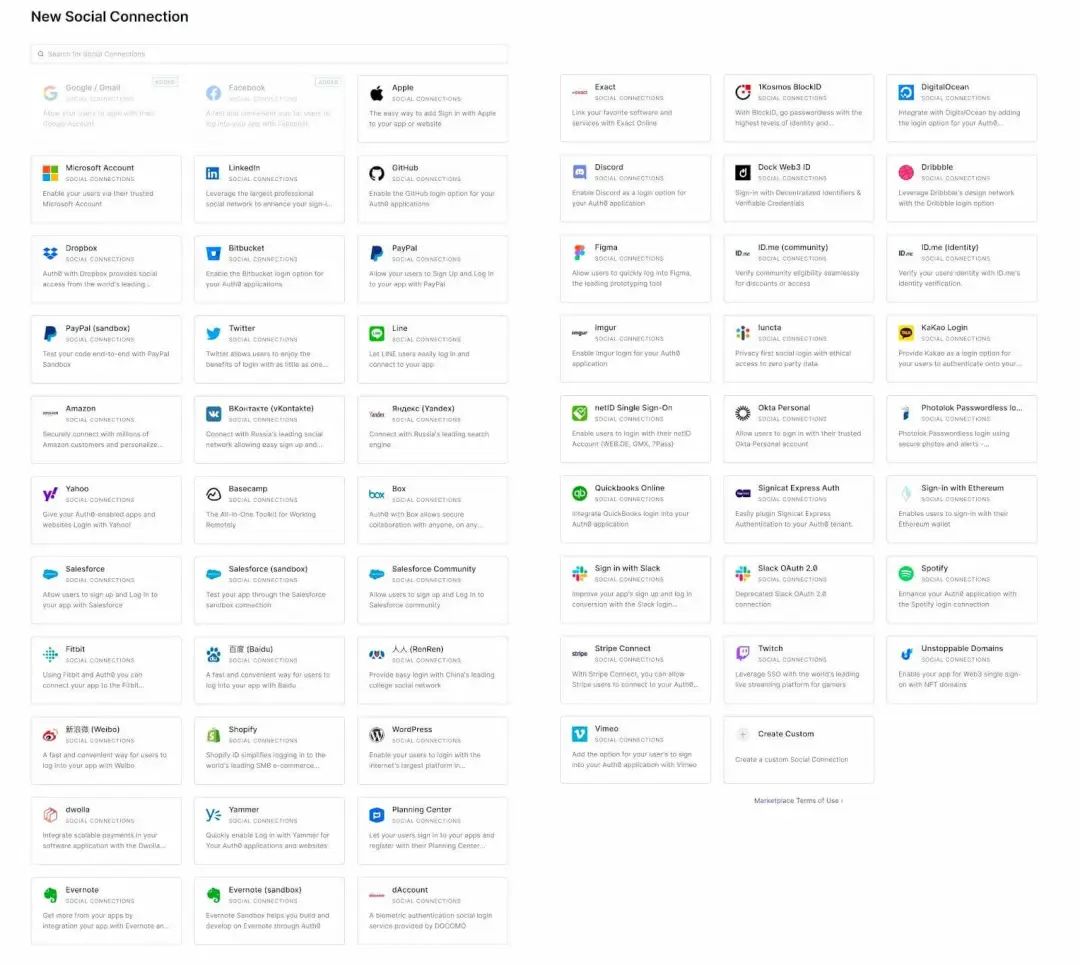 New Social Connection
Search for Social Connections
Google / Gmail
ADDED
SOCIAL CONNECTIONS
Allow your users to login with their
Google Account
Facebook
ADDED
SOCIAL CONNECTIONS
A fast and convenient way for users to
log into your app with Facebook
Apple
SOCIAL CONNECTIONS
The easy way to add Sign in with Apple
to your app or website
Microsoft Account
SOCIAL CONNECTIONS
Enable your users via their trusted
Microsoft Account
LinkedIn
SOCIAL CONNECTIONS
Leverage the largest professional
social network to enhance your sign-i...
GitHub
SOCIAL CONNECTIONS
Enable the GitHub login option for your
Auth0 applications
Dropbox
SOCIAL CONNECTIONS
Auth0 with Dropbox provides social
access from the world's leading...
Bitbucket
SOCIAL CONNECTIONS
Enable the Bitbucket login option for
your Auth0 applications
PayPal
SOCIAL CONNECTIONS
Allow your users to Sign Up and Log In
to your app with PayPal
PayPal (sandbox)
SOCIAL CONNECTIONS
Test your code end-to-end with PayPal
Sandbox
Twitter
SOCIAL CONNECTIONS
Twitter allows users to enjoy the
benefits of login with as little as one...
Line
SOCIAL CONNECTIONS
Let LINE users easily log in and
connect to your app
amazon
Amazon
SOCIAL CONNECTIONS
Securely connect with millions of
Amazon customers and personalize...
ВКонтакте (vKontakte)
SOCIAL CONNECTIONS
Connect with Russia's leading social
network allowing easy sign up and...
Yandex
Яндекс (Yandex)
SOCIAL CONNECTIONS
Connect with Russia's leading search
engine
Yahoo
SOCIAL CONNECTIONS
Give your Auth0-enabled apps and
websites Login with Yahoo!
Basecamp
SOCIAL CONNECTIONS
The All-In-One Toolkit for Working
Remotely
box
Box
SOCIAL CONNECTIONS
Auth0 with Box allows secure
collaboration with anyone, on any...
Salesforce
SOCIAL CONNECTIONS
Allow users to sign up and Log In to
your app with Salesforce
Salesforce (sandbox)
SOCIAL CONNECTIONS
Test your app through the Salesforce
sandbox connection
Salesforce Community
SOCIAL CONNECTIONS
Allow users to sign up and Log In to
Salesforce community
Fitbit
SOCIAL CONNECTIONS
Using Fitbit and Auth0 you can
connect your app to the Fitbit...
百度 (Baidu)
SOCIAL CONNECTIONS
A fast and convenient way for users to
log into your app with Baidu
人人 (RenRen)
SOCIAL CONNECTIONS
Provide easy login with China's leading
college social network
新浪微 (Weibo)
SOCIAL CONNECTIONS
A fast and convenient way for users to
log into your app with Weibo
Shopify
SOCIAL CONNECTIONS
Shopify ID simplifies logging in to the
world's leading SMB e-commerce...
WordPress
SOCIAL CONNECTIONS
Enable your users to login with the
internet's largest platform in...
dwolla
SOCIAL CONNECTIONS
Integrate scalable payments in your
software application with the Dwolla...
Yammer
SOCIAL CONNECTIONS
Quickly enable Log in with Yammer for
Your Auth0 applications and websites
Planning Center
SOCIAL CONNECTIONS
Let your users sign in to your apps and
register with their Planning Center...
Evernote
SOCIAL CONNECTIONS
Get more from your apps by
integration your app with Evernote an...
Evernote (sandbox)
SOCIAL CONNECTIONS
Evernote Sandbox helps you build and
develop on Evernote through Auth0
dAccount
SOCIAL CONNECTIONS
A biometric authentication social login
service provided by DOCOMO
Exact
SOCIAL CONNECTIONS
Link your favorite software and
services with Exact Online
1Kosmos BlockID
SOCIAL CONNECTIONS
With BlockID, go passwordless with the
highest levels of identity and...
DigitalOcean
SOCIAL CONNECTIONS
Integrate with DigitalOcean by adding
the login option for your Auth0...
Discord
SOCIAL CONNECTIONS
Enable Discord as a login option for
your Auth0 application
Dock Web3 ID
SOCIAL CONNECTIONS
Sign-in with Decentralized Identifiers &
Verifiable Credentials
Dribbble
SOCIAL CONNECTIONS
Leverage Dribbble's design network
with the Dribbble login option
Figma
SOCIAL CONNECTIONS
Allow users to quickly log into Figma,
the leading prototyping tool
ID.me
ID.me (community)
SOCIAL CONNECTIONS
Verify community eligibility seamlessly
for discounts or access
ID.me
ID.me (identity)
SOCIAL CONNECTIONS
Verify your users identity with ID.me's
identity verification.
imgur
Imgur
SOCIAL CONNECTIONS
Enable Imgur login for your Auth0
application
Iuncta
SOCIAL CONNECTIONS
Privacy first social login with ethical
access to zero party data
KaKao Login
SOCIAL CONNECTIONS
Provide Kakao as a login option for
your users to authenticate onto your...
netID Single Sign-On
SOCIAL CONNECTIONS
Enable users to login with their netID
Account (WEB.DE, GMX, 7Pass)
Okta Personal
SOCIAL CONNECTIONS
Allow users to sign in with their trusted
Okta Personal account
Photolok Passwordless lo...
SOCIAL CONNECTIONS
Photolok Passwordless login using
secure photos and alerts -...
Quickbooks Online
SOCIAL CONNECTIONS
Integrate QuickBooks login into your
Auth0 application
Signicat Express Auth
SOCIAL CONNECTIONS
Easily plugin Signicat Express
Authentication to your Auth0 tenant.
Sign-in with Ethereum
SOCIAL CONNECTIONS
Enables users to sign-in with their
Ethereum wallet
Sign in with Slack
SOCIAL CONNECTIONS
Improve your app's sign up and log in
conversion with the Slack login...
Slack OAuth 2.0
SOCIAL CONNECTIONS
Deprecated Slack OAuth 2.0
connection
Spotify
SOCIAL CONNECTIONS
Enhance your Auth0 application with
the Spotify login connection
stripe
Stripe Connect
SOCIAL CONNECTIONS
With Stripe Connect, you can allow
Stripe users to connect to your Auth0...
Twitch
SOCIAL CONNECTIONS
Leverage SSO with the world's leading
live streaming platform for gamers
Unstoppable Domains
SOCIAL CONNECTIONS
Enable your app for Web3 single sign-
on with NFT domains
Vimeo
SOCIAL CONNECTIONS
Add the option for your user's to sign
into your Auth0 application with Vimeo
Create Custom
Create a custom Social Connection
Marketplace Terms of Use ›